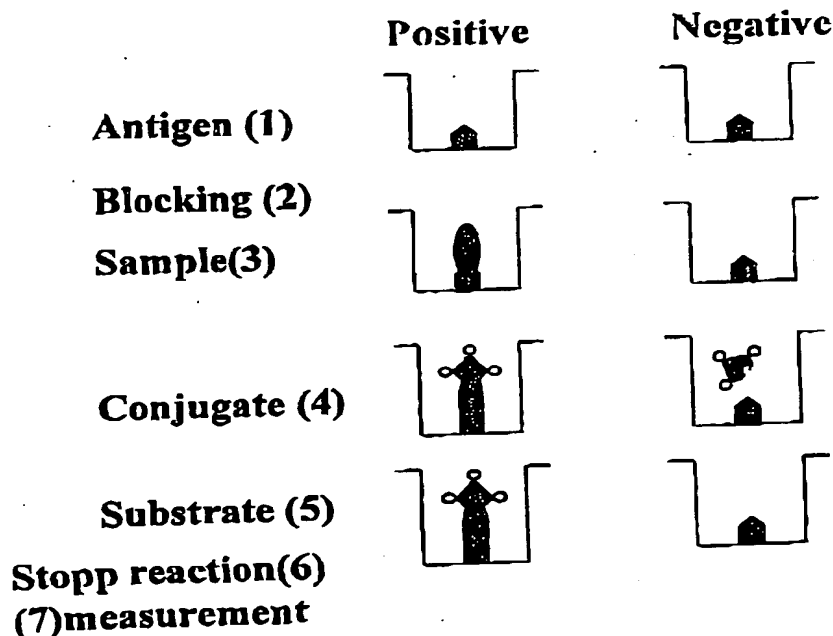 Positive Negative
Antigen (1)
Blocking (2)
Sample(3)
Conjugate (4)
Substrate (5)
Stopp reaction(6)
(7)measurement